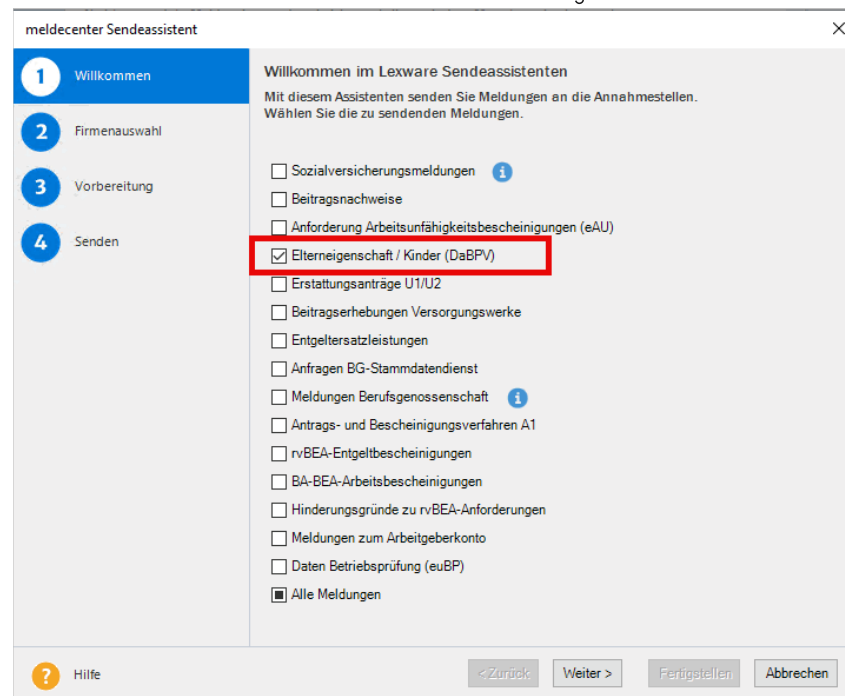 meldecenter Sendeassistent
1 Willkommen
2 Firmenauswahl
3 Vorbereitung
4 Senden
Willkommen im Lexware Sendeassistenten
Mit diesem Assistenten senden Sie Meldungen an die Annahmestellen.
Wählen Sie die zu sendenden Meldungen.
Sozialversicherungsmeldungen i
Beitragsnachweise
Anforderung Arbeitsunfähigkeitsbescheinigungen (eAU)
Elterneigenschaft / Kinder (DaBPV)
Erstattungsanträge U1/U2
Beitragserhebungen Versorgungswerke
Entgeltersatzleistungen
Anfragen BG-Stammdatendienst
Meldungen Berufsgenossenschaft i
Antrags- und Bescheinigungsverfahren A1
rvBEA-Entgeltbescheinigungen
BA-BEA-Arbeitsbescheinigungen
Hinderungsgründe zu rvBEA-Anforderungen
Meldungen zum Arbeitgeberkonto
Daten Betriebsprüfung (euBP)
Alle Meldungen
? Hilfe
< Zurück Weiter > Fertigstellen Abbrechen